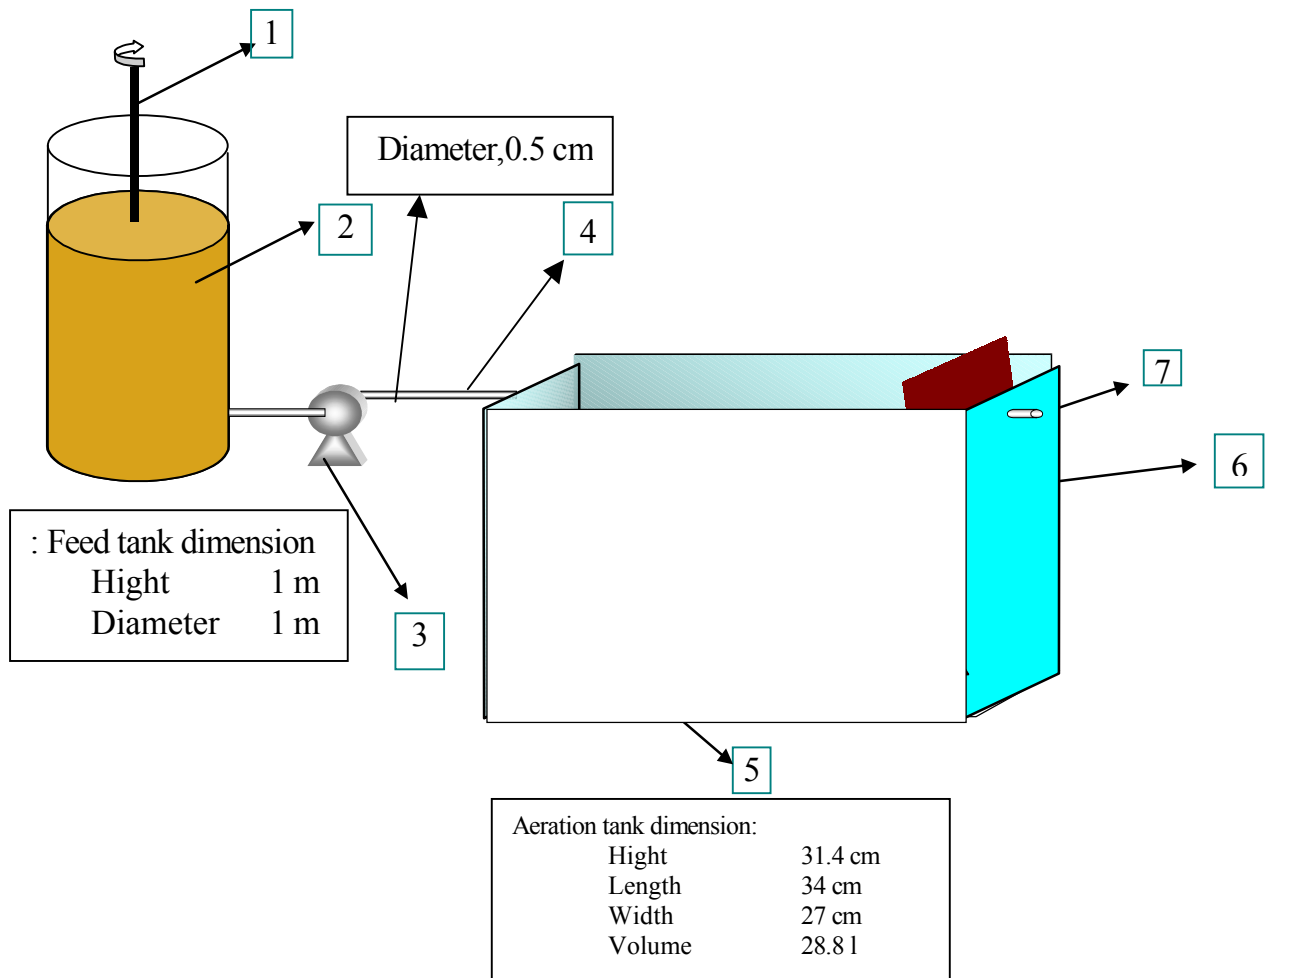 1
Diameter,0.5 cm
2
4
7
6
: Feed tank dimension
Hight 1 m
Diameter 1 m
3
5
Aeration tank dimension:
Hight 31.4 cm
Length 34 cm
Width 27 cm
Volume 28.8 l